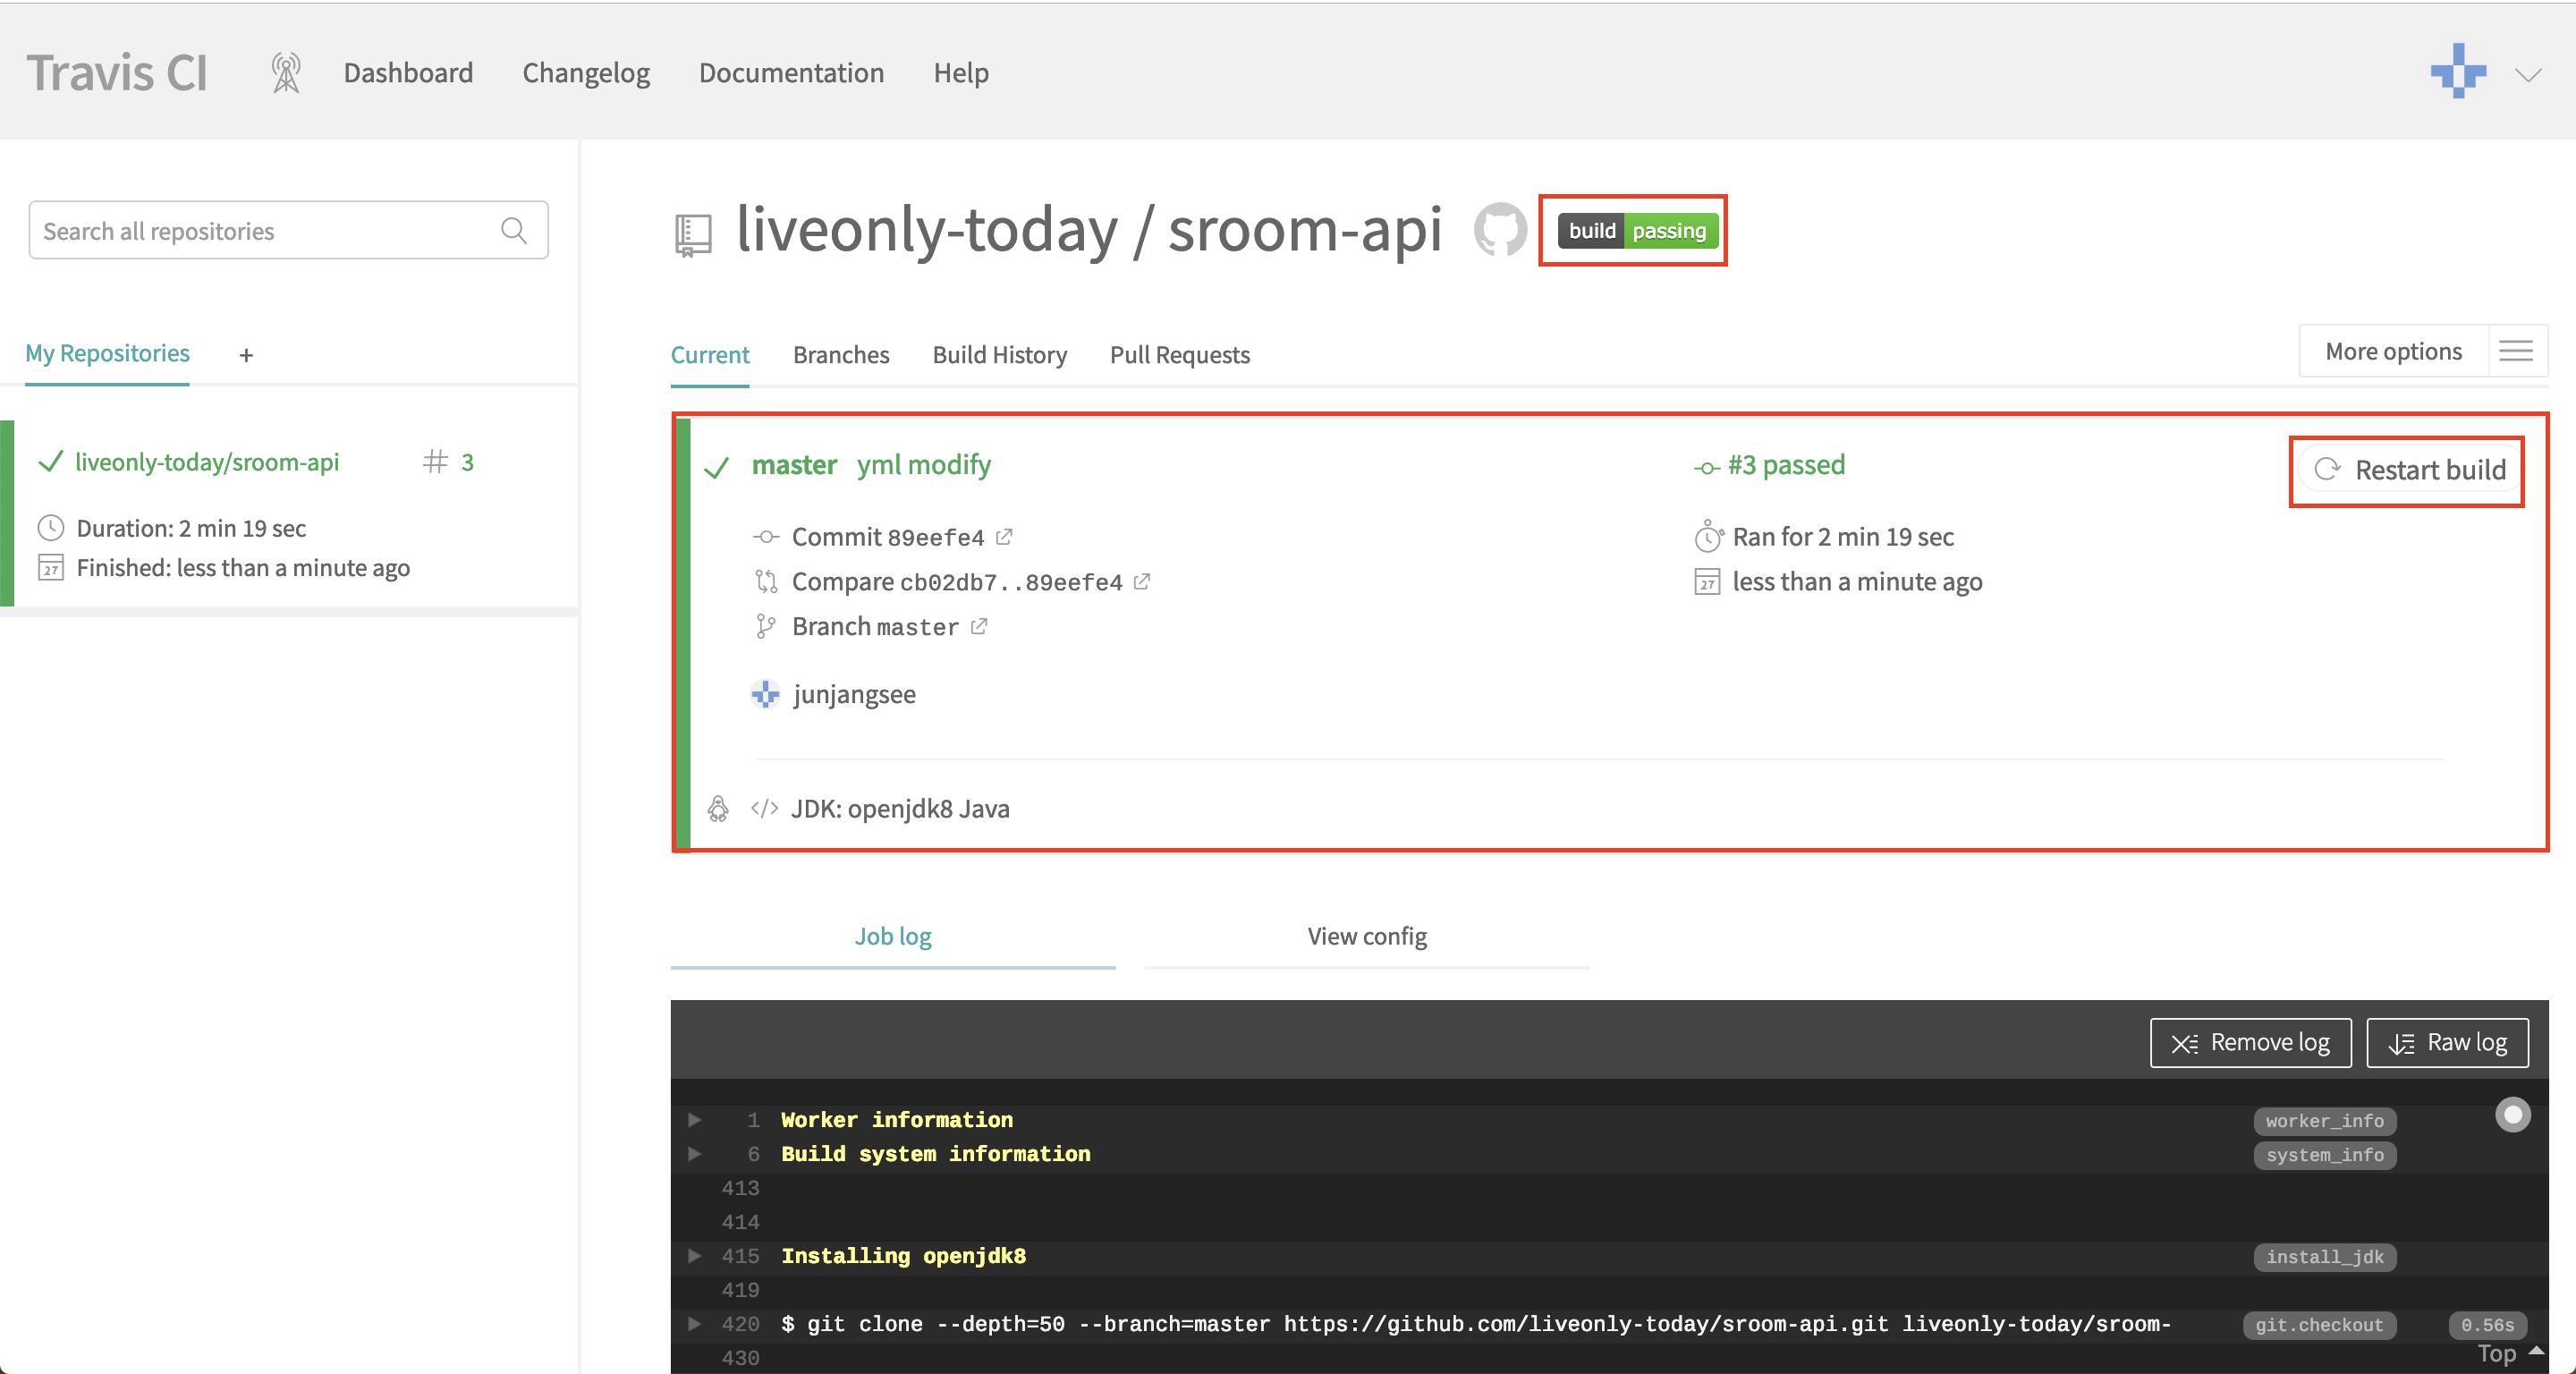 Travis CI Dashboard Changelog Documentation Help
Search all repositories
My Repositories +
liveonly-today/sroom-api # 3
Duration: 2 min 19 sec
27 Finished: less than a minute ago
liveonly-today / sroom-api build passing
Current Branches Build History Pull Requests More options
master yml modify
Commit 89eefe4
Compare cb02db7..89eefe4
Branch master
junjangsee
#3 passed
Ran for 2 min 19 sec
27 less than a minute ago
Restart build
</> JDK: openjdk8 Java
Job log View config
Remove log Raw log
1 Worker information worker_info
6 Build system information system_info
413
414
415 Installing openjdk8 install_jdk
419
420 $ git clone --depth=50 --branch=master https://github.com/liveonly-today/sroom-api.git liveonly-today/sroom- git.checkout 0.56s
430
Top